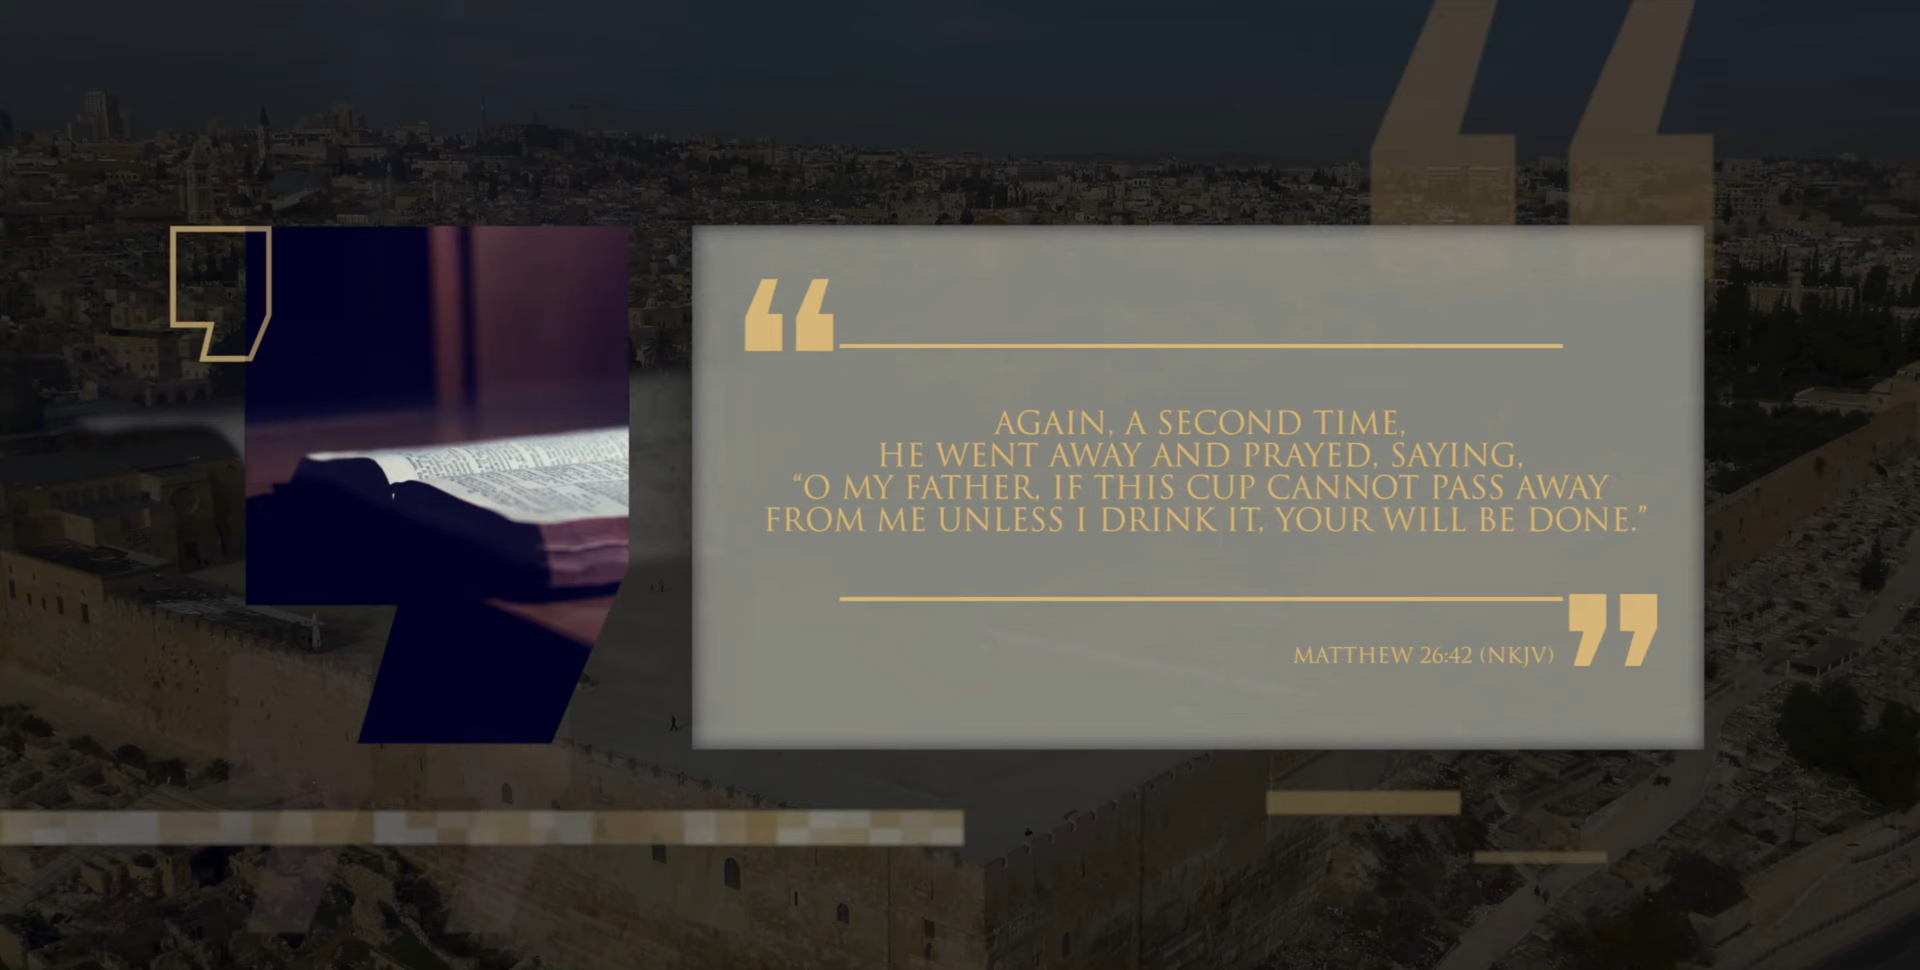 AGAIN, A SECOND TIME,
HE WENT AWAY AND PRAYED, SAYING,
“O MY FATHER, IF THIS CUP CANNOT PASS AWAY
FROM ME UNLESS I DRINK IT, YOUR WILL BE DONE.”
MATTHEW 26:42 (NKJV)